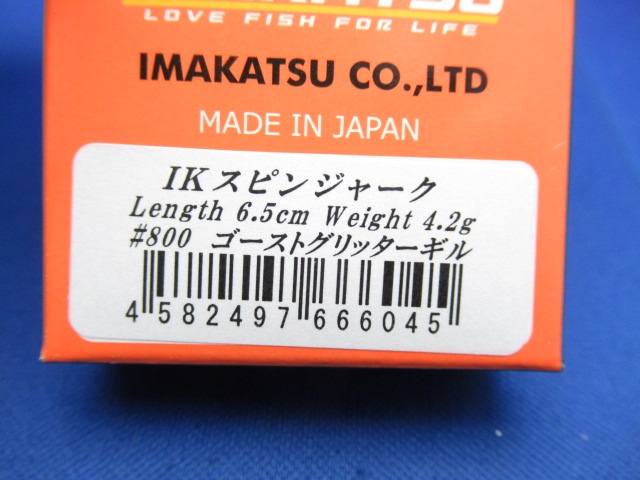 LOVE FISH FOR LIFE
IMAKATSU CO.,LTD
MADE IN JAPAN
IKスピンジャーク
Length 6.5cm Weight 4.2g
#800 ゴーストグリッターギル
4 582497 666045